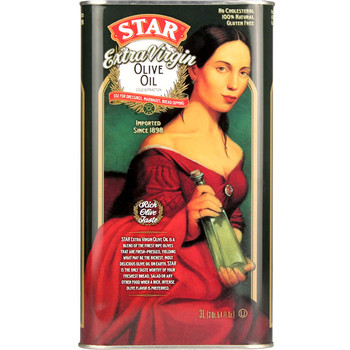 No Cholesterol
100% Natural
Gluten Free
STAR
Extra Virgin
OLIVE
OIL
USE FOR DRESSINGS, MARINADES, BREAD DIPPING
IMPORTED
SINCE 1898
Rich
Olive
Taste
STAR EXTRA VIRGIN OLIVE OIL IS A
BLEND OF THE FINEST RIPE OLIVES
THAT ARE FRESH-PRESSED, YIELDING
WHAT MAY BE THE RICHEST, MOST
DELICIOUS OLIVE OIL ON EARTH. STAR
IS THE ONLY TASTE WORTHY OF YOUR
FRESHEST BREAD, SALAD OR ANY
OTHER FOOD WHEN A RICH, INTENSE
OLIVE FLAVOR IS PREFERRED.